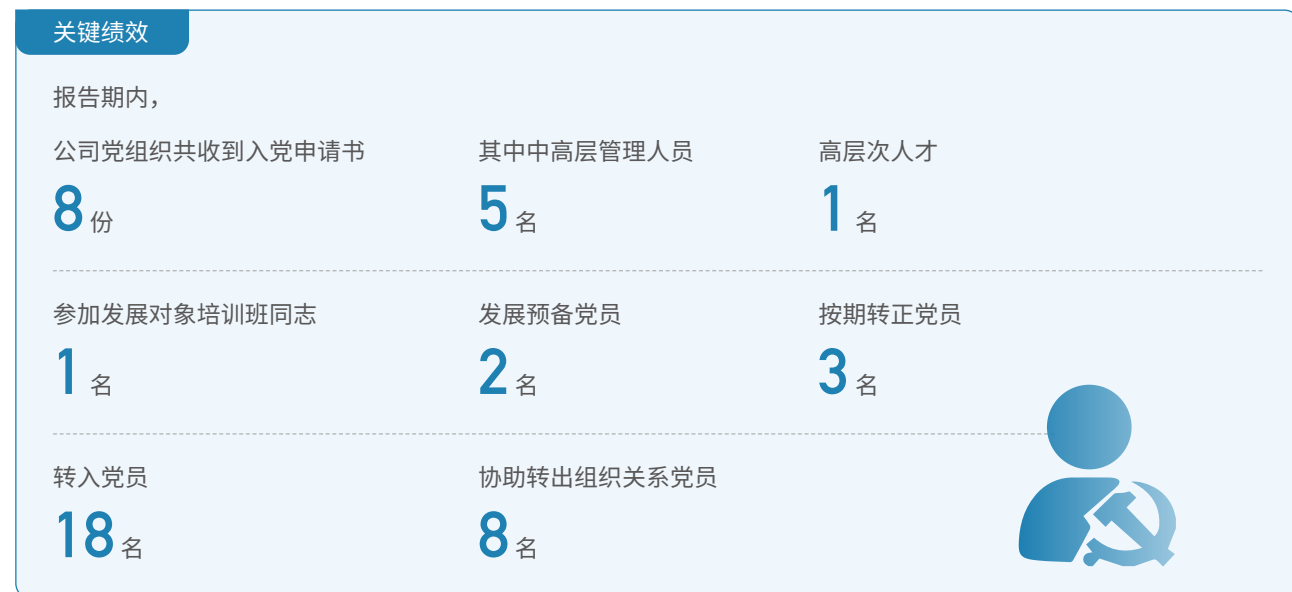 关键绩效
报告期内，
公司党组织共收到入党申请书
其中中高层管理人员
高层次人才
8 份
5 名
1 名
参加发展对象培训班同志
发展预备党员
按期转正党员
1 名
2 名
3 名
转入党员
协助转出组织关系党员
18 名
8 名